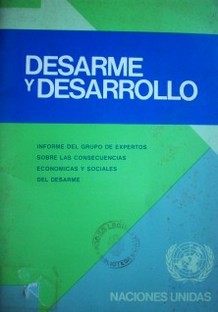 DESARME
Y DESARROLLO
INFORME DEL GRUPO DE EXPERTOS
SOBRE LAS CONSECUENCIAS
ECONOMICAS Y SOCIALES
DEL DESARME
NACIONES UNIDAS